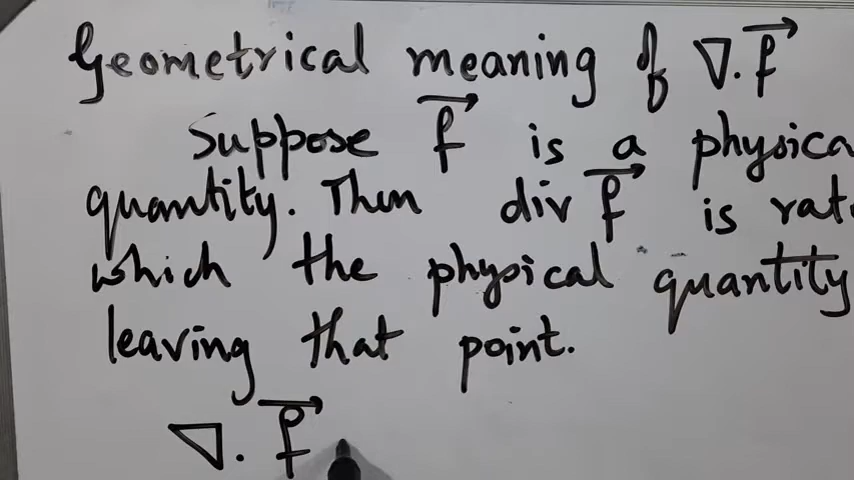 Geometrical meaning of ∇. f⃗
Suppose f⃗ is a physica
quantity. Then div f⃗ is rat
which the physical quantity
leaving that point.
∇. f⃗